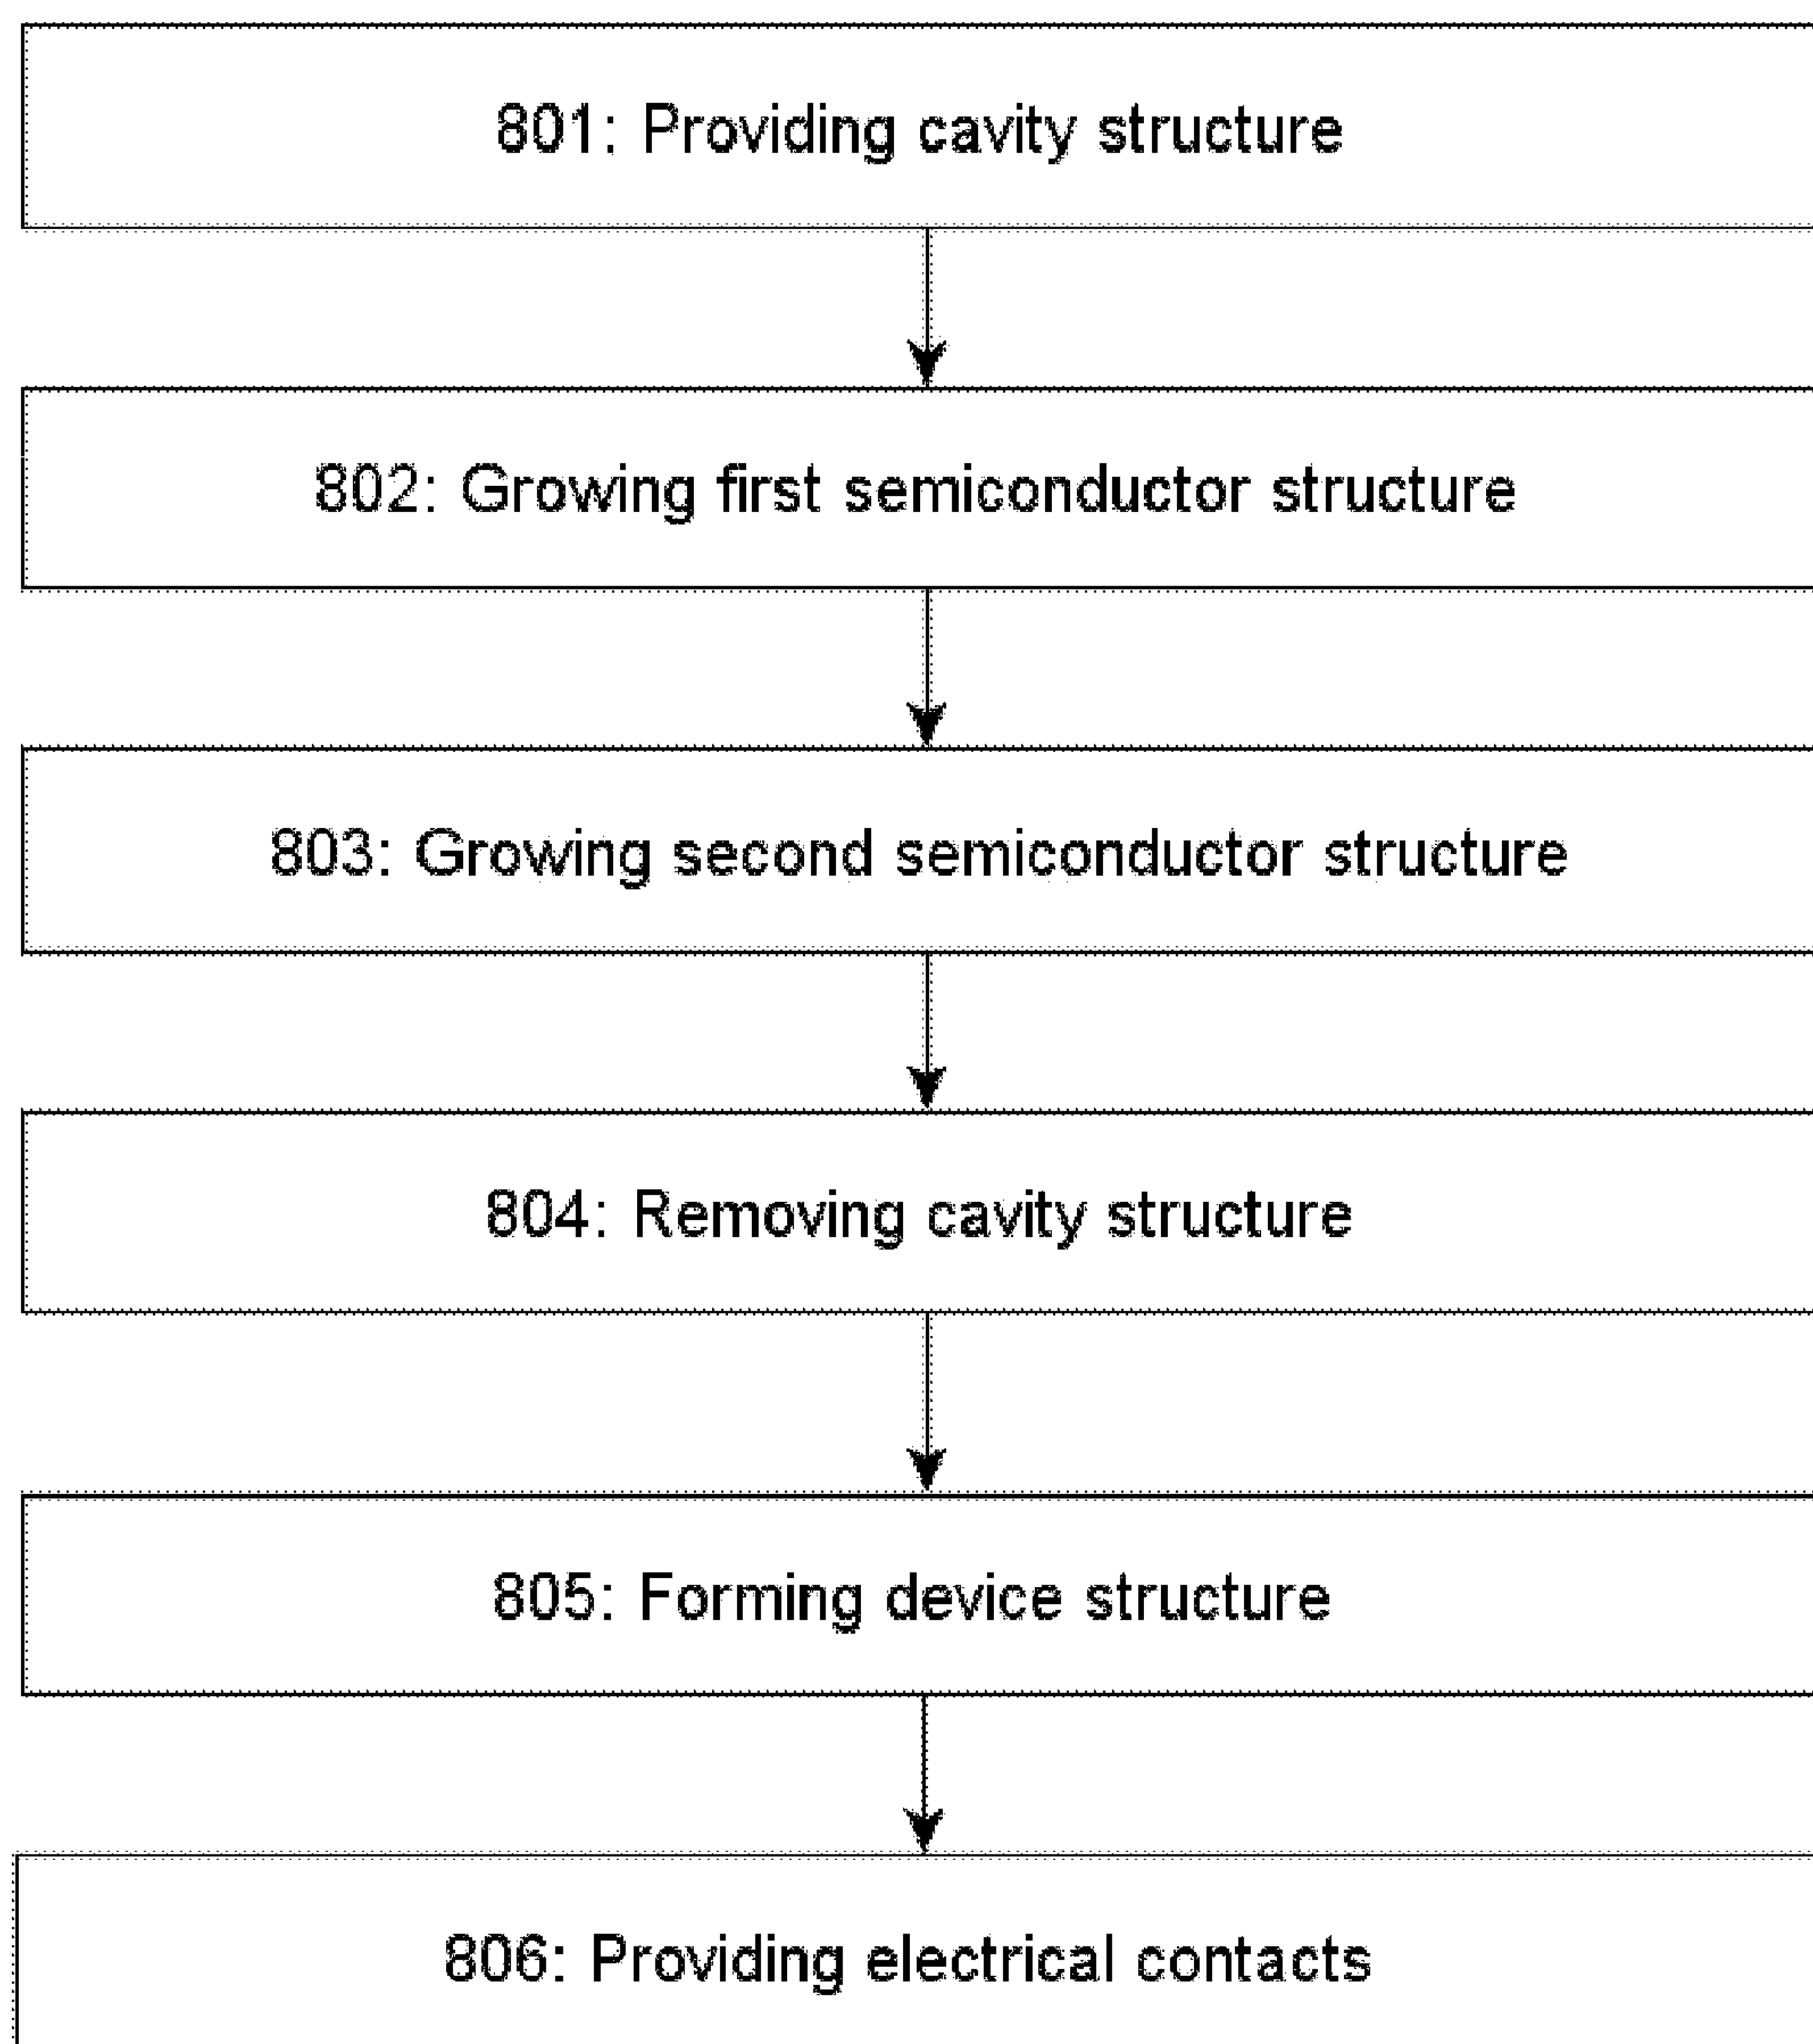 801: Providing cavity structure
802: Growing first semiconductor structure
803: Growing second semiconductor structure
804: Removing cavity structure
805: Forming device structure
806: Providing electrical contacts